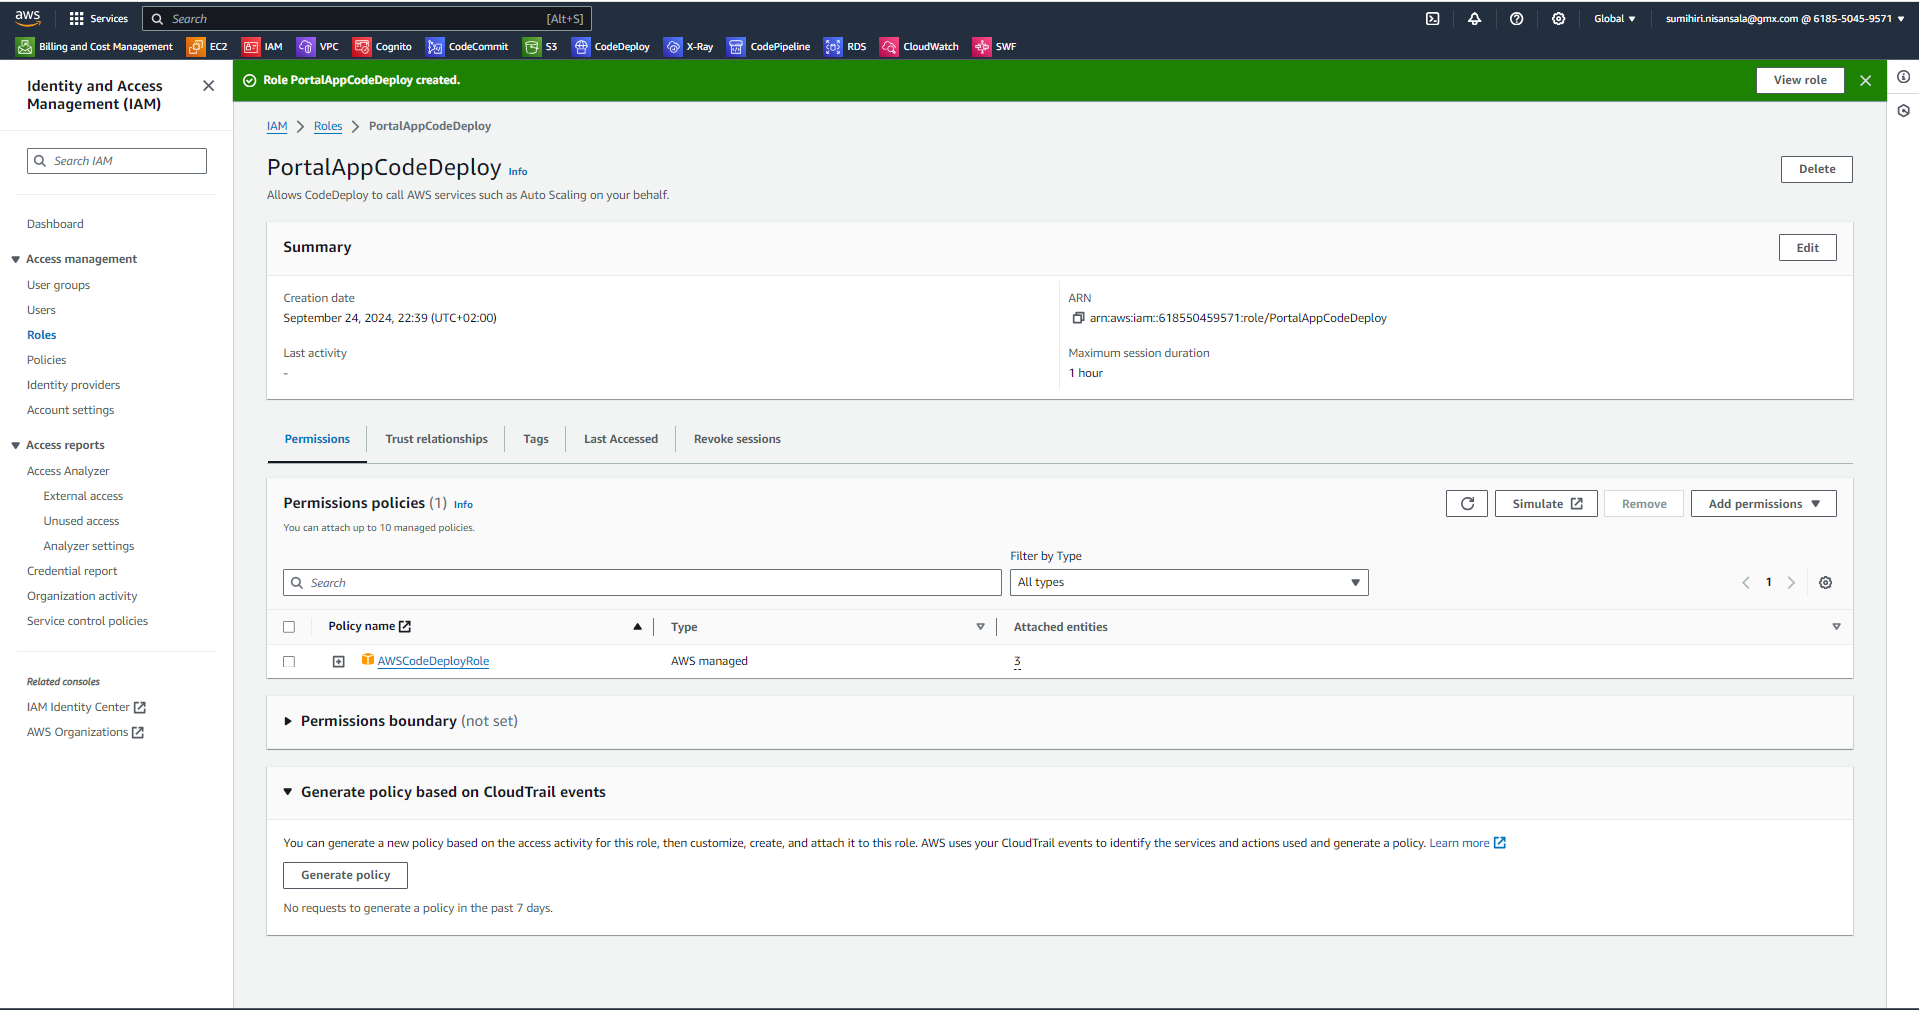 aws
Services
Search
[Alt+S]
Global
sumihiri.nisansala@gmx.com @ 6185-5045-9571
Billing and Cost Management
EC2
IAM
VPC
Cognito
CodeCommit
S3
CodeDeploy
X-Ray
CodePipeline
RDS
CloudWatch
SWF
Identity and Access
Management (IAM)
Search IAM
Dashboard
Access management
User groups
Users
Roles
Policies
Identity providers
Account settings
Access reports
Access Analyzer
External access
Unused access
Analyzer settings
Credential report
Organization activity
Service control policies
Related consoles
IAM Identity Center
AWS Organizations
Role PortalAppCodeDeploy created.
View role
IAM
Roles
PortalAppCodeDeploy
PortalAppCodeDeploy Info
Delete
Allows CodeDeploy to call AWS services such as Auto Scaling on your behalf.
Summary
Edit
Creation date
September 24, 2024, 22:39 (UTC+02:00)
ARN
arn:aws:iam::618550459571:role/PortalAppCodeDeploy
Last activity
-
Maximum session duration
1 hour
Permissions
Trust relationships
Tags
Last Accessed
Revoke sessions
Permissions policies (1) Info
You can attach up to 10 managed policies.
Simulate
Remove
Add permissions
Filter by Type
Search
All types
1
Policy name
Type
Attached entities
AWSCodeDeployRole
AWS managed
3
Permissions boundary (not set)
Generate policy based on CloudTrail events
You can generate a new policy based on the access activity for this role, then customize, create, and attach it to this role. AWS uses your CloudTrail events to identify the services and actions used and generate a policy. Learn more
Generate policy
No requests to generate a policy in the past 7 days.